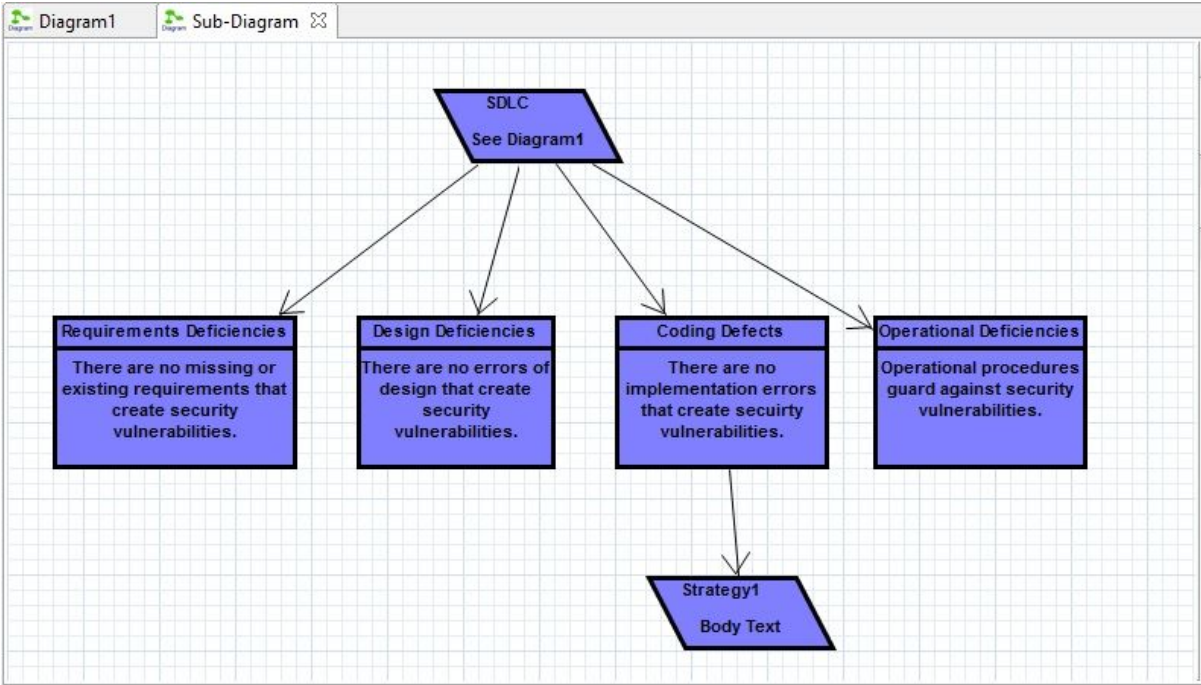 Diagram1
Sub-Diagram
SDLC
See Diagram1
Requirements Deficiencies
There are no missing or
existing requirements that
create security
vulnerabilities.
Design Deficiencies
There are no errors of
design that create
security
vulnerabilities.
Coding Defects
There are no
implementation errors
that create secuirty
vulnerabilities.
Operational Deficiencies
Operational procedures
guard against security
vulnerabilities.
Strategy1
Body Text